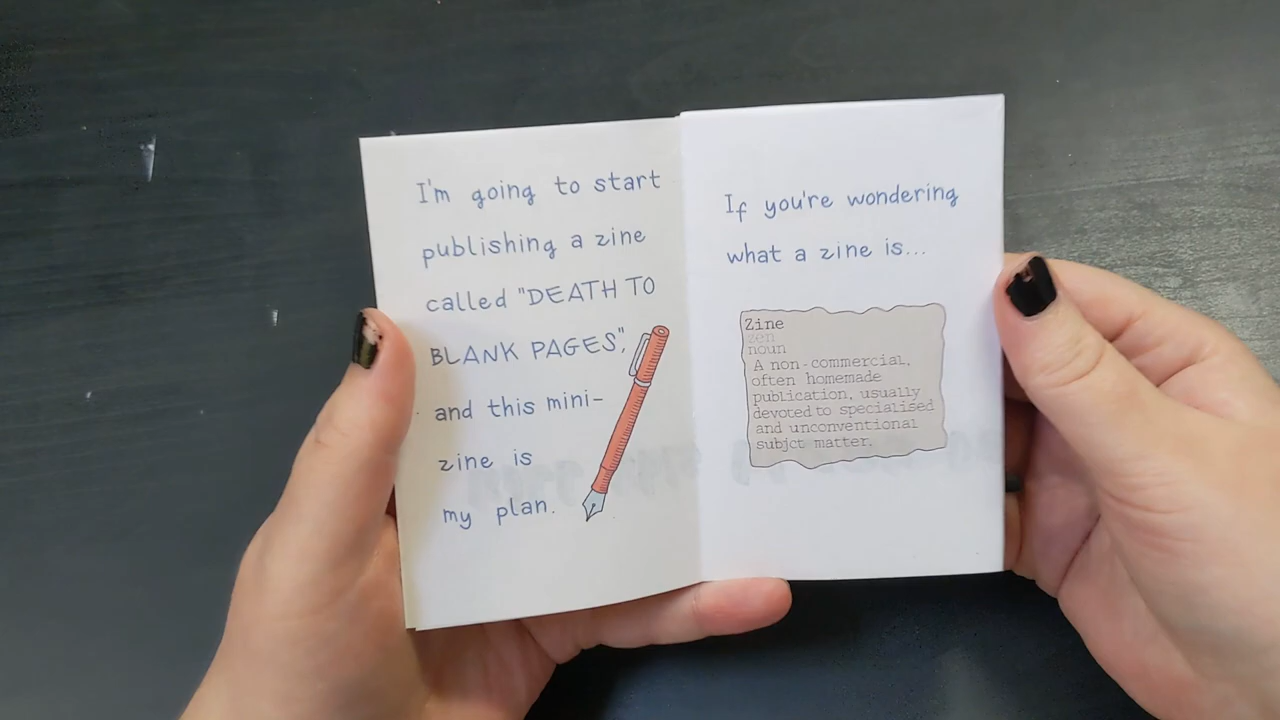 I'm going to start
publishing a zine
called "DEATH TO
BLANK PAGES",
and this mini-
zine is
my plan.
If you're wondering
what a zine is...
Zine
zen
noun
A non-commercial,
often homemade
publication, usually
devoted to specialised
and unconventional
subjct matter.